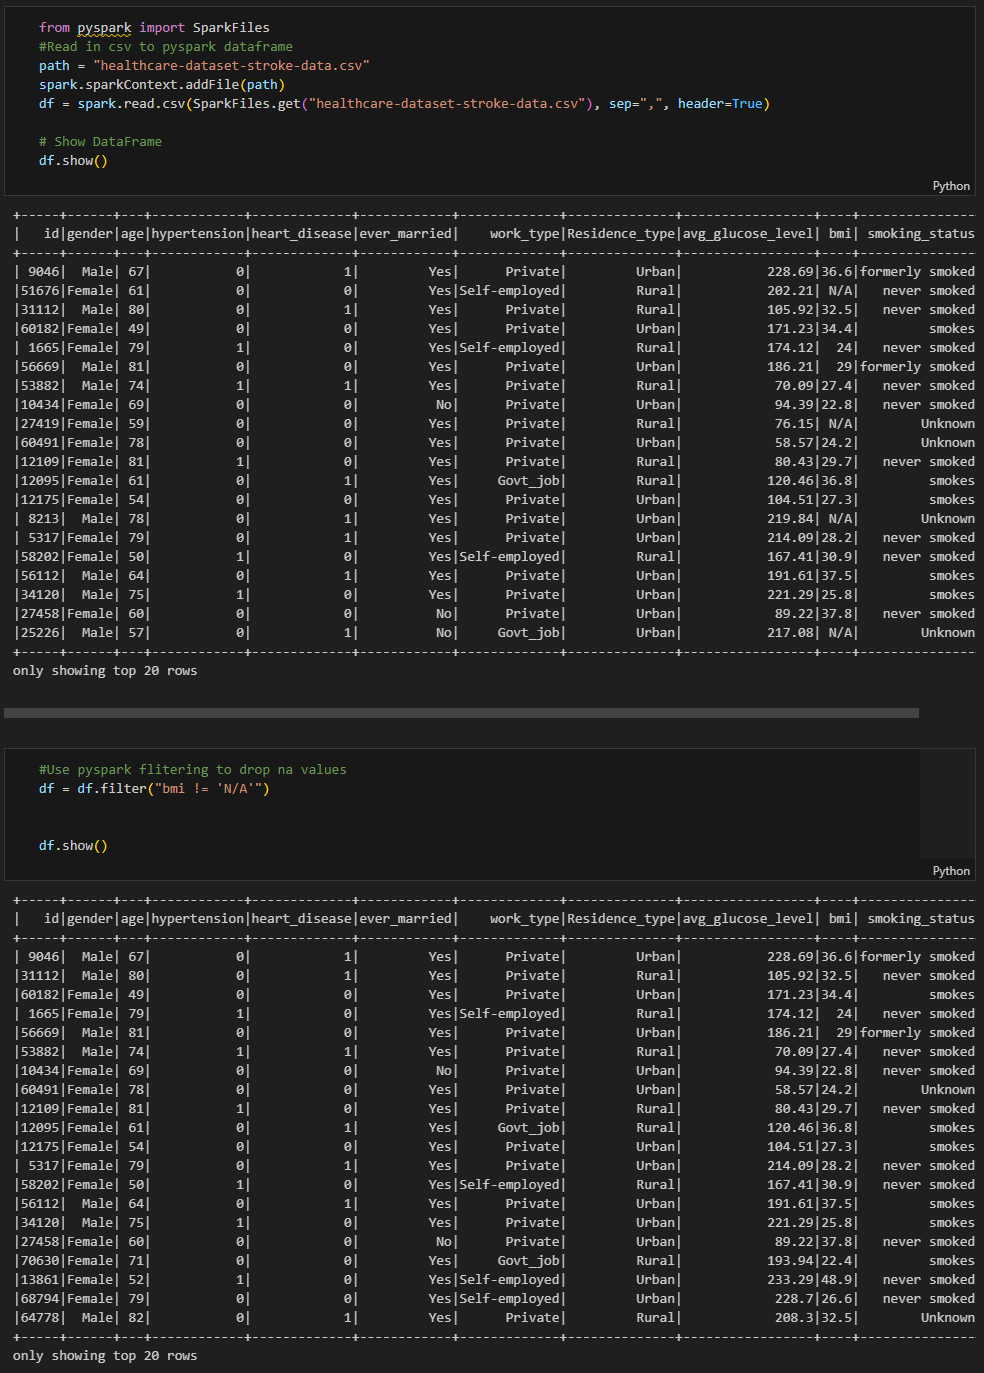 from pyspark import SparkFiles
#Read in csv to pyspark dataframe
path = "healthcare-dataset-stroke-data.csv"
spark.sparkContext.addFile(path)
df = spark.read.csv(SparkFiles.get("healthcare-dataset-stroke-data.csv"), sep=",", header=True)
# Show DataFrame
df.show()
Python
+-----+------+---+------------+-------------+------------+-------------+--------------+-----------------+----+---------------
|   id|gender|age|hypertension|heart_disease|ever_married|    work_type|Residence_type|avg_glucose_level| bmi| smoking_status
+-----+------+---+------------+-------------+------------+-------------+--------------+-----------------+----+---------------
| 9046|  Male| 67|           0|            1|         Yes|      Private|         Urban|           228.69|36.6|formerly smoked
|51676|Female| 61|           0|            0|         Yes|Self-employed|         Rural|           202.21| N/A|   never smoked
|31112|  Male| 80|           0|            1|         Yes|      Private|         Rural|           105.92|32.5|   never smoked
|60182|Female| 49|           0|            0|         Yes|      Private|         Urban|           171.23|34.4|         smokes
| 1665|Female| 79|           1|            0|         Yes|Self-employed|         Rural|           174.12|  24|   never smoked
|56669|  Male| 81|           0|            0|         Yes|      Private|         Urban|           186.21|  29|formerly smoked
|53882|  Male| 74|           1|            1|         Yes|      Private|         Rural|            70.09|27.4|   never smoked
|10434|Female| 69|           0|            0|          No|      Private|         Urban|            94.39|22.8|   never smoked
|27419|Female| 59|           0|            0|         Yes|      Private|         Rural|            76.15| N/A|        Unknown
|60491|Female| 78|           0|            0|         Yes|      Private|         Urban|            58.57|24.2|        Unknown
|12109|Female| 81|           1|            0|         Yes|      Private|         Rural|            80.43|29.7|   never smoked
|12095|Female| 61|           0|            1|         Yes|     Govt_job|         Rural|           120.46|36.8|         smokes
|12175|Female| 54|           0|            0|         Yes|      Private|         Urban|           104.51|27.3|         smokes
| 8213|  Male| 78|           0|            1|         Yes|      Private|         Urban|           219.84| N/A|        Unknown
| 5317|Female| 79|           0|            1|         Yes|      Private|         Urban|           214.09|28.2|   never smoked
|58202|Female| 50|           1|            0|         Yes|Self-employed|         Rural|           167.41|30.9|   never smoked
|56112|  Male| 64|           0|            1|         Yes|      Private|         Urban|           191.61|37.5|         smokes
|34120|  Male| 75|           1|            0|         Yes|      Private|         Urban|           221.29|25.8|         smokes
|27458|Female| 60|           0|            0|          No|      Private|         Urban|            89.22|37.8|   never smoked
|25226|  Male| 57|           0|            1|          No|     Govt_job|         Urban|           217.08| N/A|        Unknown
+-----+------+---+------------+-------------+------------+-------------+--------------+-----------------+----+---------------
only showing top 20 rows
#Use pyspark flitering to drop na values
df = df.filter("bmi != 'N/A'")
df.show()
Python
+-----+------+---+------------+-------------+------------+-------------+--------------+-----------------+----+---------------
|   id|gender|age|hypertension|heart_disease|ever_married|    work_type|Residence_type|avg_glucose_level| bmi| smoking_status
+-----+------+---+------------+-------------+------------+-------------+--------------+-----------------+----+---------------
| 9046|  Male| 67|           0|            1|         Yes|      Private|         Urban|           228.69|36.6|formerly smoked
|31112|  Male| 80|           0|            1|         Yes|      Private|         Rural|           105.92|32.5|   never smoked
|60182|Female| 49|           0|            0|         Yes|      Private|         Urban|           171.23|34.4|         smokes
| 1665|Female| 79|           1|            0|         Yes|Self-employed|         Rural|           174.12|  24|   never smoked
|56669|  Male| 81|           0|            0|         Yes|      Private|         Urban|           186.21|  29|formerly smoked
|53882|  Male| 74|           1|            1|         Yes|      Private|         Rural|            70.09|27.4|   never smoked
|10434|Female| 69|           0|            0|          No|      Private|         Urban|            94.39|22.8|   never smoked
|60491|Female| 78|           0|            0|         Yes|      Private|         Urban|            58.57|24.2|        Unknown
|12109|Female| 81|           1|            0|         Yes|      Private|         Rural|            80.43|29.7|   never smoked
|12095|Female| 61|           0|            1|         Yes|     Govt_job|         Rural|           120.46|36.8|         smokes
|12175|Female| 54|           0|            0|         Yes|      Private|         Urban|           104.51|27.3|         smokes
| 5317|Female| 79|           0|            1|         Yes|      Private|         Urban|           214.09|28.2|   never smoked
|58202|Female| 50|           1|            0|         Yes|Self-employed|         Rural|           167.41|30.9|   never smoked
|56112|  Male| 64|           0|            1|         Yes|      Private|         Urban|           191.61|37.5|         smokes
|34120|  Male| 75|           1|            0|         Yes|      Private|         Urban|           221.29|25.8|         smokes
|27458|Female| 60|           0|            0|          No|      Private|         Urban|            89.22|37.8|   never smoked
|70630|Female| 71|           0|            0|         Yes|     Govt_job|         Rural|           193.94|22.4|         smokes
|13861|Female| 52|           1|            0|         Yes|Self-employed|         Urban|           233.29|48.9|   never smoked
|68794|Female| 79|           0|            0|         Yes|Self-employed|         Urban|            228.7|26.6|   never smoked
|64778|  Male| 82|           0|            1|         Yes|      Private|         Rural|            208.3|32.5|        Unknown
+-----+------+---+------------+-------------+------------+-------------+--------------+-----------------+----+---------------
only showing top 20 rows